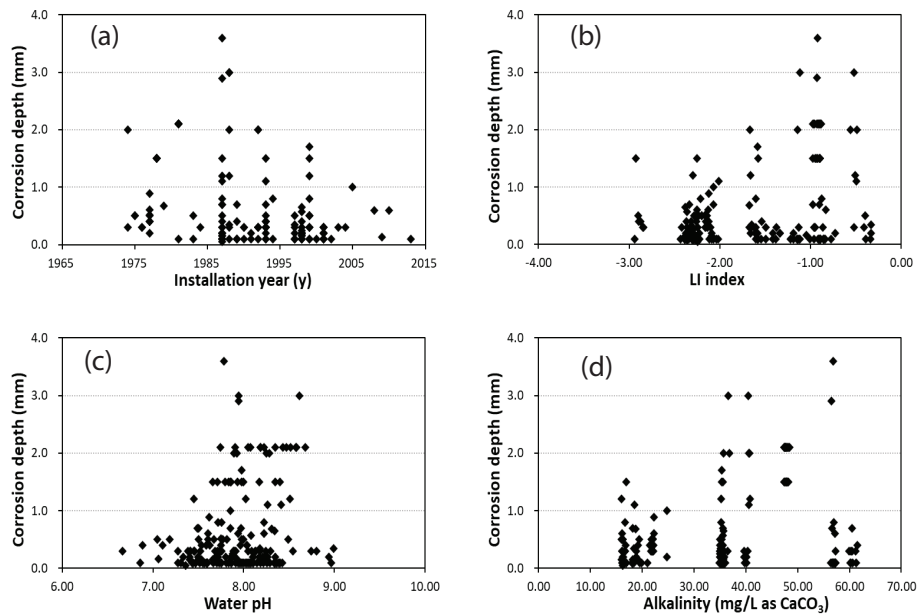 (a)
Corrosion depth (mm)
4.0
3.0
2.0
1.0
0.0
1965 1975 1985 1995 2005 2015
Installation year (y)
(b)
Corrosion depth (mm)
4.0
3.0
2.0
1.0
0.0
-4.00 -3.00 -2.00 -1.00 0.00
LI index
(c)
Corrosion depth (mm)
4.0
3.0
2.0
1.0
0.0
6.00 7.00 8.00 9.00 10.00
Water pH
(d)
Corrosion depth (mm)
4.0
3.0
2.0
1.0
0.0
0.00 10.00 20.00 30.00 40.00 50.00 60.00 70.00
Alkalinity (mg/L as CaCO₃)